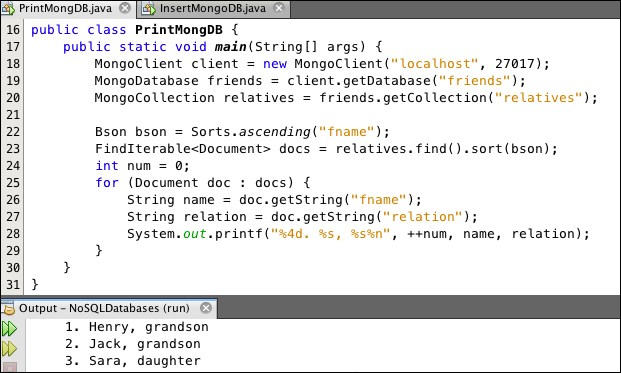 PrintMongDB.java InsertMongoDB.java
16 public class PrintMongDB {
17 public static void main(String[] args) {
18 MongoClient client = new MongoClient("localhost", 27017);
19 MongoDatabase friends = client.getDatabase("friends");
20 MongoCollection relatives = friends.getCollection("relatives");
21
22 Bson bson = Sorts.ascending("fname");
23 FindIterable<Document> docs = relatives.find().sort(bson);
24 int num = 0;
25 for (Document doc : docs) {
26 String name = doc.getString("fname");
27 String relation = doc.getString("relation");
28 System.out.printf("%4d. %s, %s%n", ++num, name, relation);
29 }
30 }
31 }
Output - NoSQLDatabases (run)
1. Henry, grandson
2. Jack, grandson
3. Sara, daughter